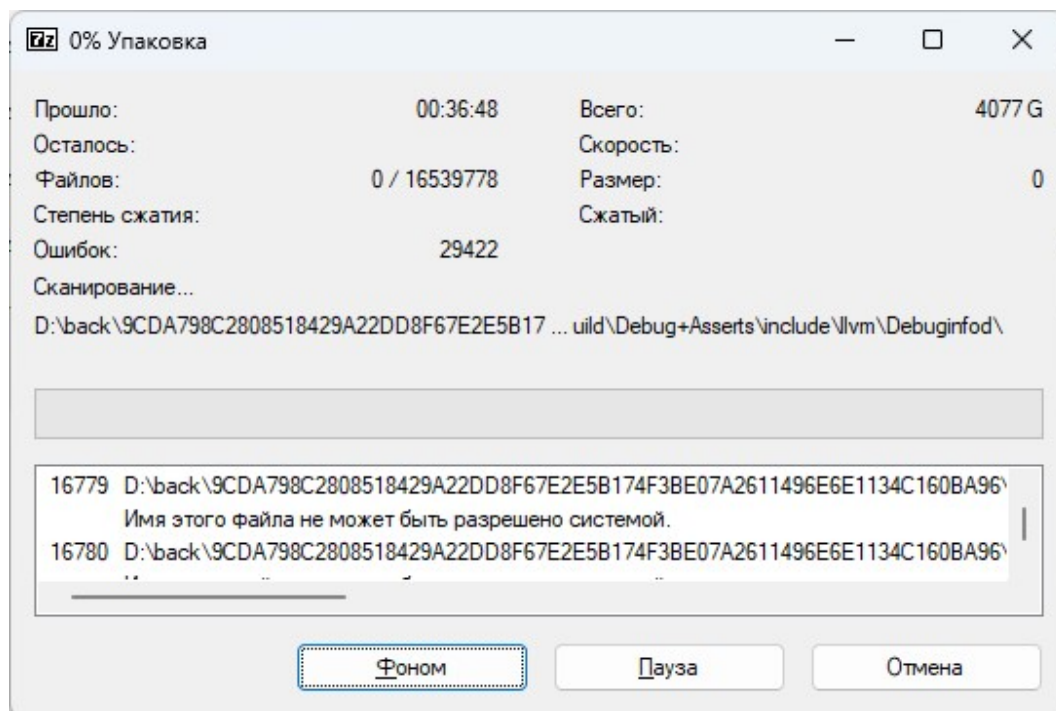 7z 0% Упаковка
Прошло: 00:36:48 Всего: 4077 G
Осталось: Скорость:
Файлов: 0 / 16539778 Размер: 0
Степень сжатия: Сжатый:
Ошибок: 29422
Сканирование...
D:\back\9CDA798C2808518429A22DD8F67E2E5B17 ... uild\Debug+Asserts\include\llvm\Debuginfod\
16779 D:\back\9CDA798C2808518429A22DD8F67E2E5B174F3BE07A2611496E6E1134C160BA96\
Имя этого файла не может быть разрешено системой.
16780 D:\back\9CDA798C2808518429A22DD8F67E2E5B174F3BE07A2611496E6E1134C160BA96\
Фоном Пауза Отмена